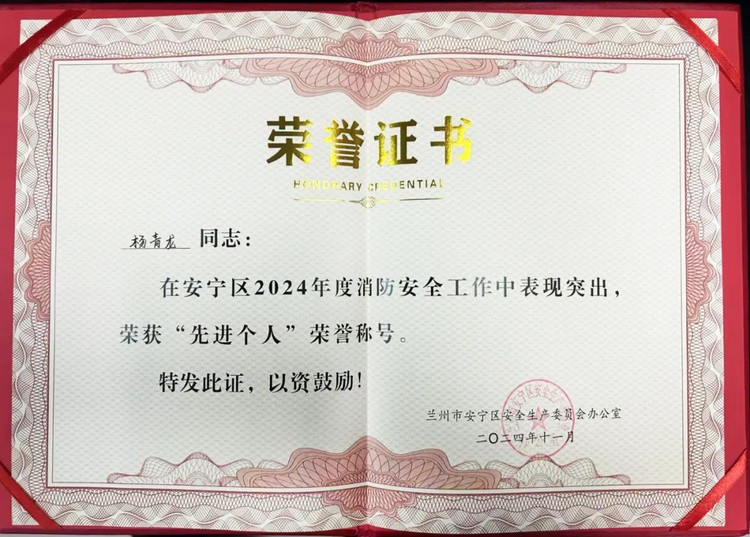 荣誉证书
HONORARY CREDENTIAL
杨青龙 同志：
在安宁区2024年度消防安全工作中表现突出，
荣获“先进个人”荣誉称号。
特发此证，以资鼓励！
兰州市安宁区安全生产委员会办公室
二〇二四年十一月